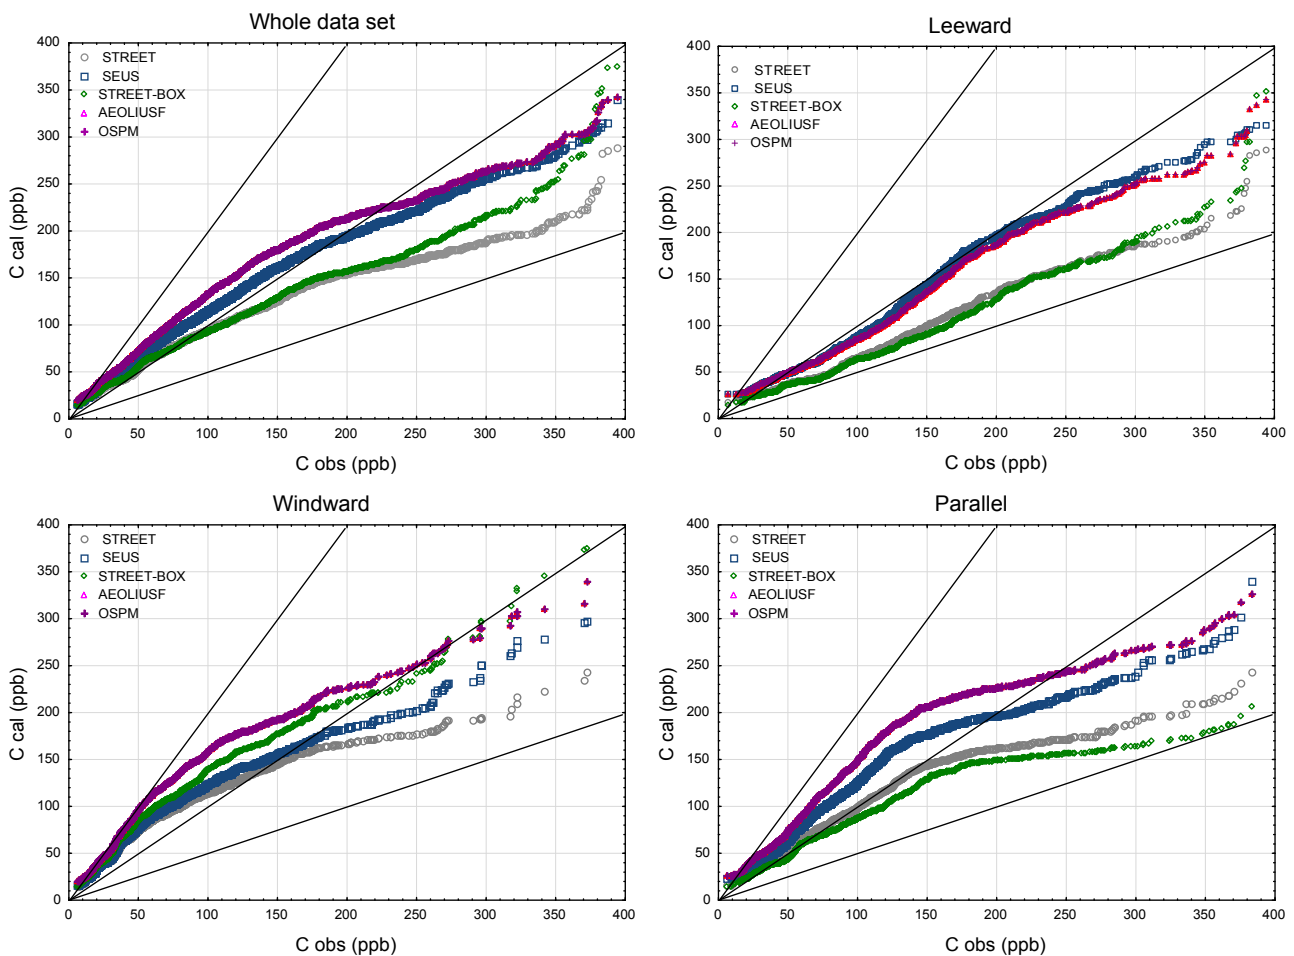 Whole data set
400
350
300
250
200
150
100
50
0
C cal (ppb)
STREET
SEUS
STREET-BOX
AEOLIUSF
OSPM
0 50 100 150 200 250 300 350 400
C obs (ppb)
Leeward
400
350
300
250
200
150
100
50
0
C cal (ppb)
STREET
SEUS
STREET-BOX
AEOLIUSF
OSPM
0 50 100 150 200 250 300 350 400
C obs (ppb)
Windward
400
350
300
250
200
150
100
50
0
C cal (ppb)
STREET
SEUS
STREET-BOX
AEOLIUSF
OSPM
0 50 100 150 200 250 300 350 400
C obs (ppb)
Parallel
400
350
300
250
200
150
100
50
0
C cal (ppb)
STREET
SEUS
STREET-BOX
AEOLIUSF
OSPM
0 50 100 150 200 250 300 350 400
C obs (ppb)